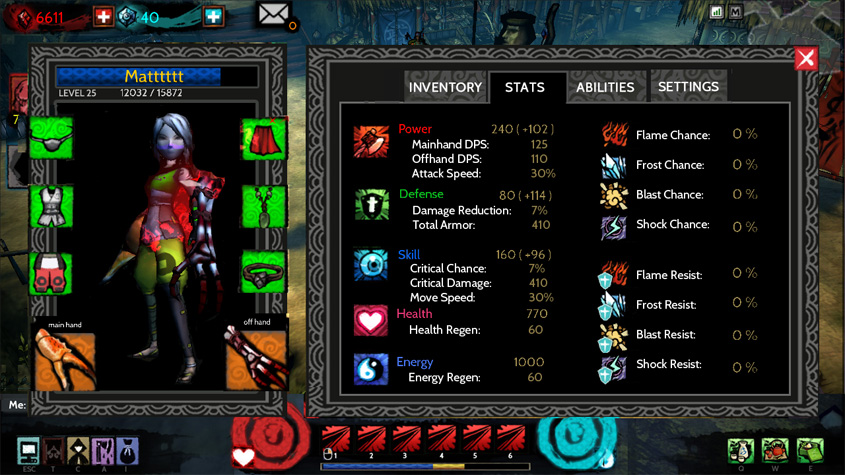 6611
40
0
M
Matttttt
LEVEL 25 12032 / 15872
7
main hand
off hand
INVENTORY STATS ABILITIES SETTINGS
Power 240 ( +102 )
Mainhand DPS: 125
Offhand DPS: 110
Attack Speed: 30%
Defense 80 ( +114 )
Damage Reduction: 7%
Total Armor: 410
Skill 160 ( +96 )
Critical Chance: 7%
Critical Damage: 410
Move Speed: 30%
Health 770
Health Regen: 60
Energy 1000
Energy Regen: 60
Flame Chance: 0 %
Frost Chance: 0 %
Blast Chance: 0 %
Shock Chance: 0 %
Flame Resist: 0 %
Frost Resist: 0 %
Blast Resist: 0 %
Shock Resist: 0 %
Me:
ESC T C A I
1 2 3 4 5 6
Q W E